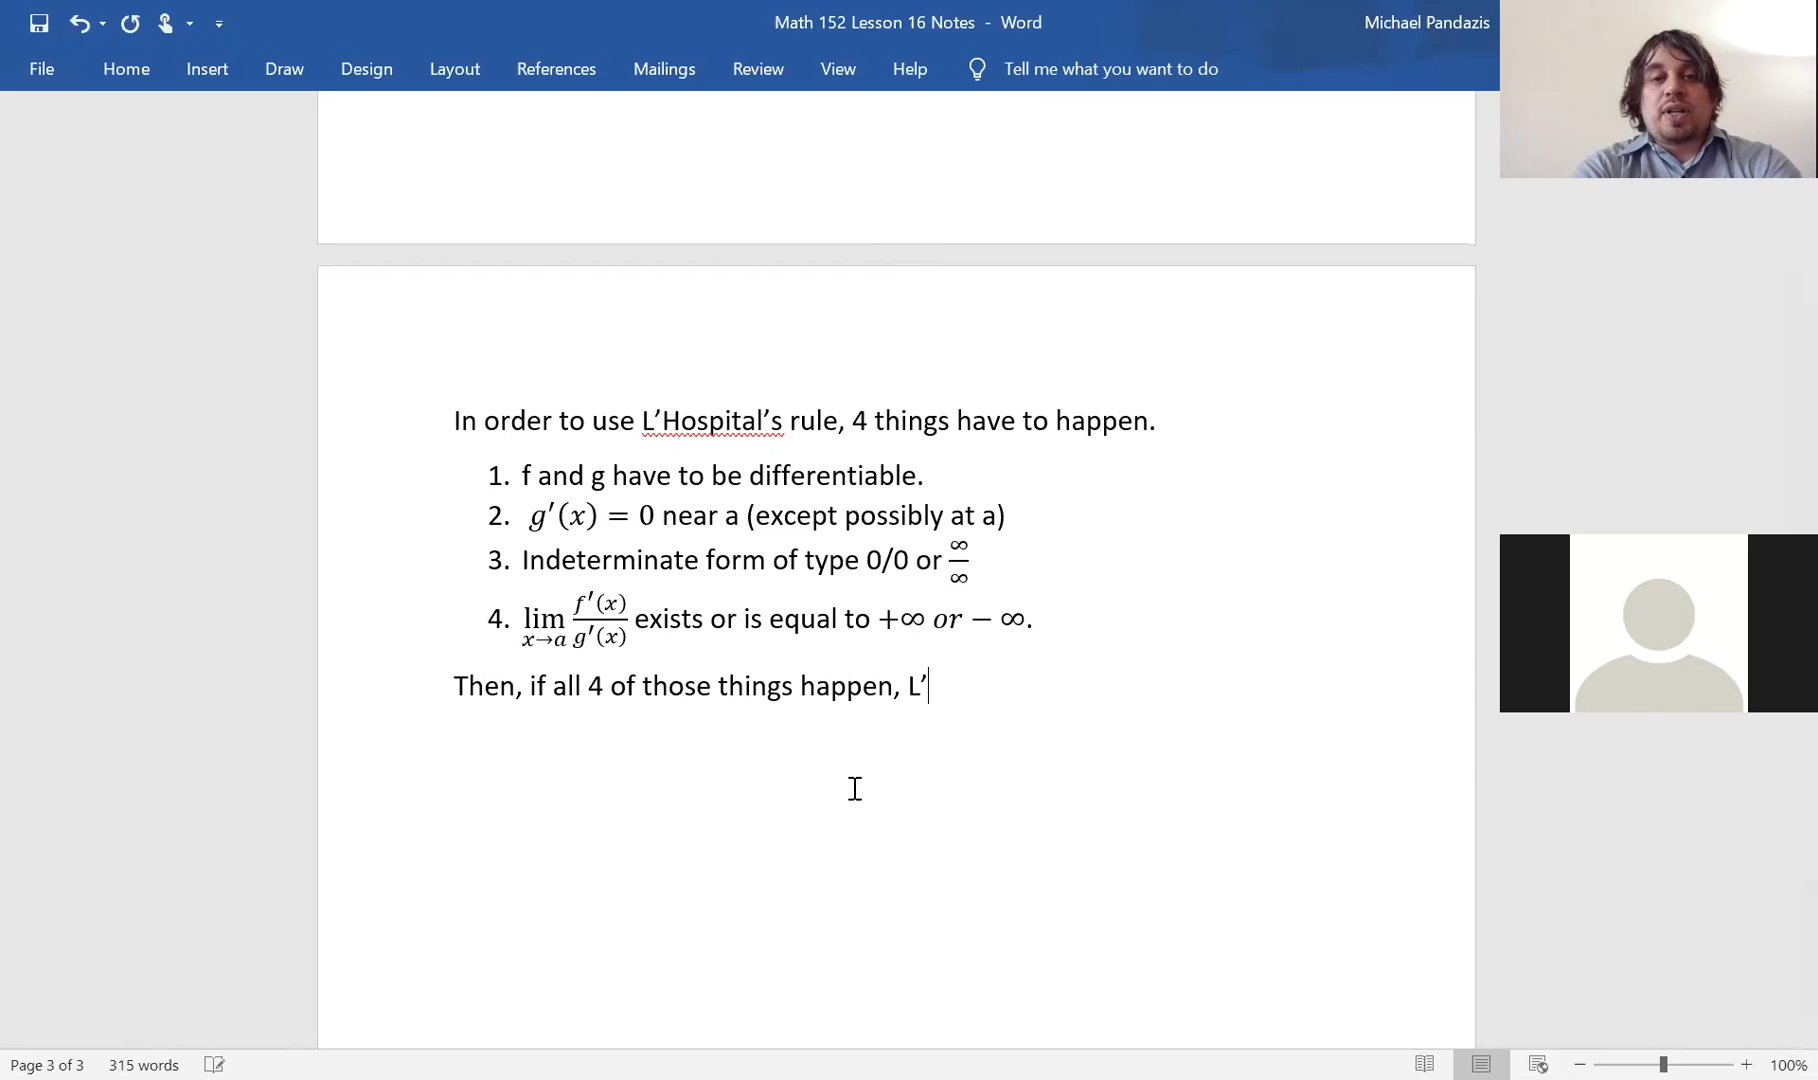 Math 152 Lesson 16 Notes - Word
Michael Pandazis
File Home Insert Draw Design Layout References Mailings Review View Help Tell me what you want to do
In order to use L’Hospital’s rule, 4 things have to happen.
1. f and g have to be differentiable.
2. g′(x) = 0 near a (except possibly at a)
3. Indeterminate form of type 0/0 or ∞/∞
4. lim x→a f′(x)/g′(x) exists or is equal to +∞ or − ∞.
Then, if all 4 of those things happen, L’
Page 3 of 3 315 words 100%